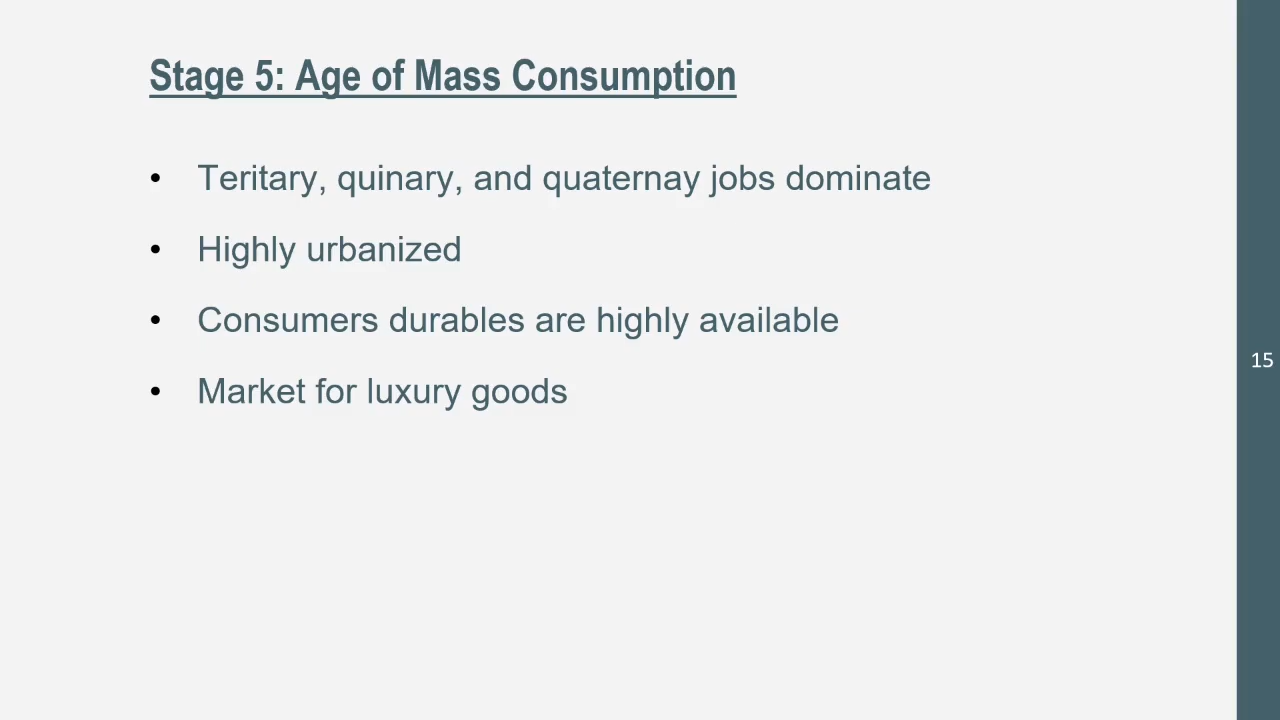 Stage 5: Age of Mass Consumption
• Teritary, quinary, and quaternay jobs dominate
• Highly urbanized
• Consumers durables are highly available
• Market for luxury goods
15